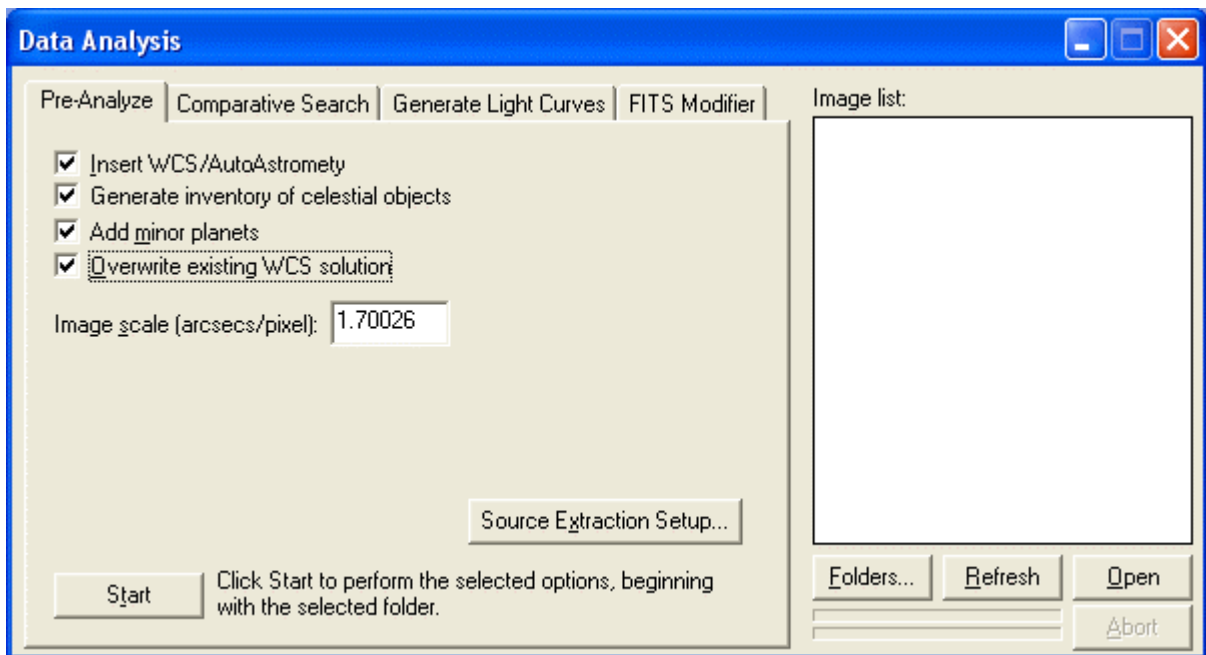 Data Analysis
Pre-Analyze
Comparative Search
Generate Light Curves
FITS Modifier
Insert WCS/AutoAstromety
Generate inventory of celestial objects
Add minor planets
Overwrite existing WCS solution
Image scale (arcsecs/pixel):
1.70026
Source Extraction Setup...
Start
Click Start to perform the selected options, beginning
with the selected folder.
Image list:
Folders...
Refresh
Open
Abort